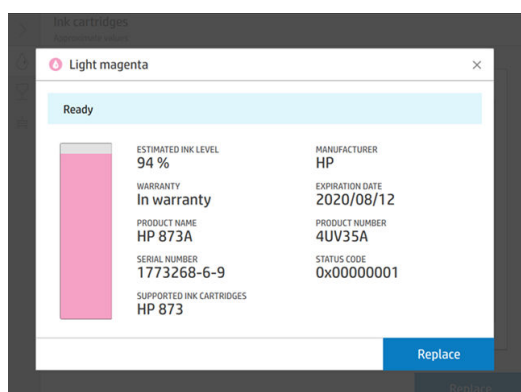 Ink cartridges
Approximate values
Light magenta
Ready
ESTIMATED INK LEVEL
94 %
MANUFACTURER
HP
WARRANTY
In warranty
EXPIRATION DATE
2020/08/12
PRODUCT NAME
HP 873A
PRODUCT NUMBER
4UV35A
SERIAL NUMBER
1773268-6-9
STATUS CODE
0x00000001
SUPPORTED INK CARTRIDGES
HP 873
Replace
Replace